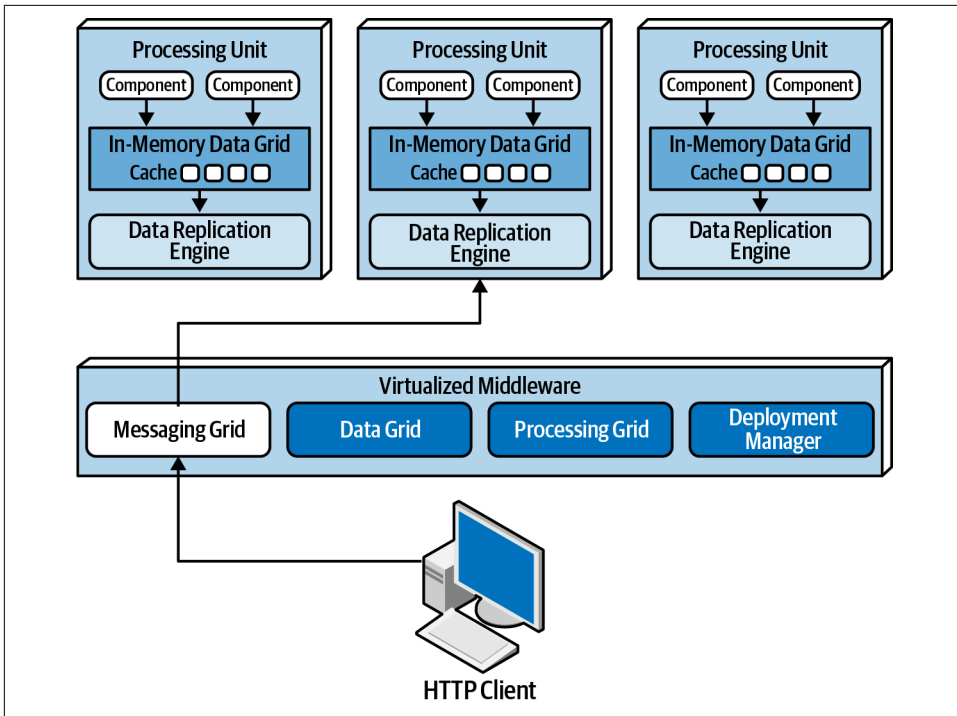 Processing Unit
Component
Component
In-Memory Data Grid
Cache
Data Replication
Engine
Processing Unit
Component
Component
In-Memory Data Grid
Cache
Data Replication
Engine
Processing Unit
Component
Component
In-Memory Data Grid
Cache
Data Replication
Engine
Virtualized Middleware
Messaging Grid
Data Grid
Processing Grid
Deployment
Manager
HTTP Client